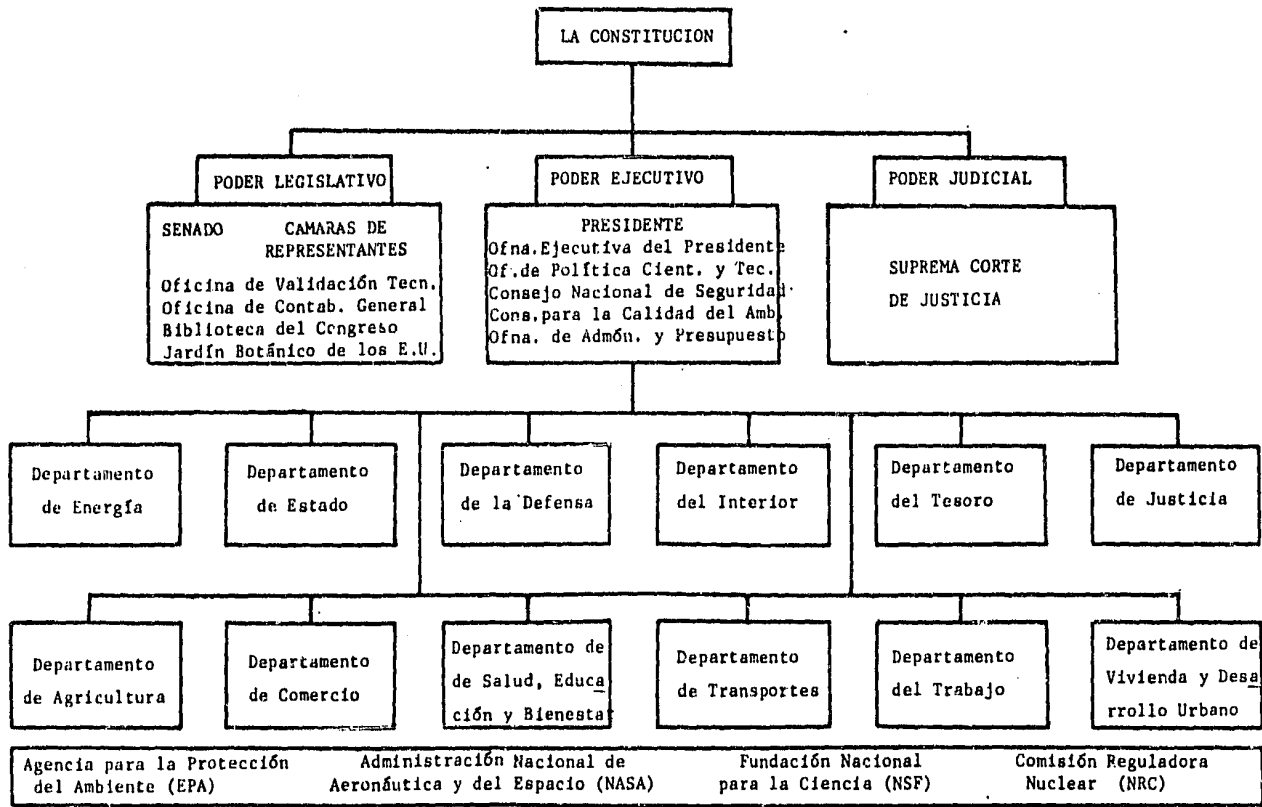 LA CONSTITUCION
PODER LEGISLATIVO
SENADO CAMARAS DE
REPRESENTANTES
Oficina de Validación Tecn.
Oficina de Contab. General
Biblioteca del Congreso
Jardín Botánico de los E.U.
PODER EJECUTIVO
PRESIDENTE
Ofna.Ejecutiva del Presidente
Of.de Política Cient. y Tec.
Consejo Nacional de Seguridad
Cons.para la Calidad del Amb.
Ofna. de Admón. y Presupuesto
PODER JUDICIAL
SUPREMA CORTE
DE JUSTICIA
Departamento
de Energía
Departamento
de Estado
Departamento
de la Defensa
Departamento
del Interior
Departamento
del Tesoro
Departamento
de Justicia
Departamento
de Agricultura
Departamento
de Comercio
Departamento de
de Salud, Educa
ción y Bienestar
Departamento
de Transportes
Departamento
del Trabajo
Departamento de
Vivienda y Desa
rrollo Urbano
Agencia para la Protección
del Ambiente (EPA)
Administración Nacional de
Aeronáutica y del Espacio (NASA)
Fundación Nacional
para la Ciencia (NSF)
Comisión Reguladora
Nuclear (NRC)